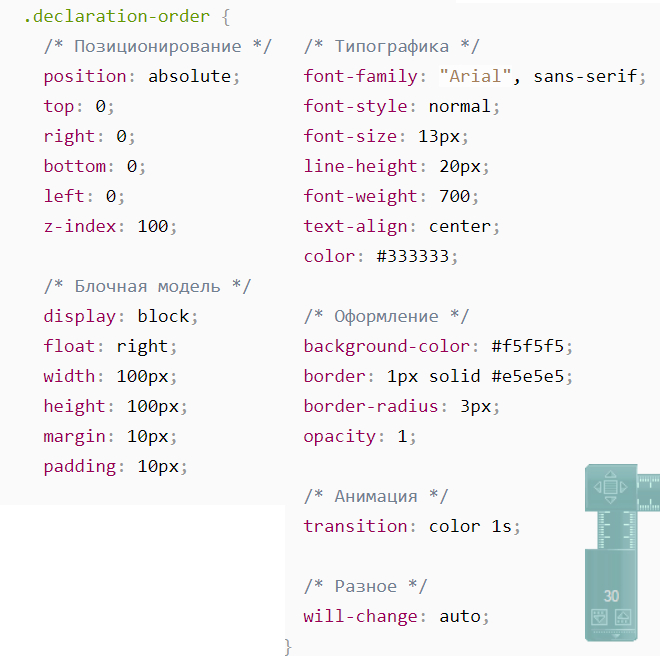 .declaration-order {
/* Позиционирование */
position: absolute;
top: 0;
right: 0;
bottom: 0;
left: 0;
z-index: 100;
/* Блочная модель */
display: block;
float: right;
width: 100px;
height: 100px;
margin: 10px;
padding: 10px;
/* Типографика */
font-family: "Arial", sans-serif;
font-style: normal;
font-size: 13px;
line-height: 20px;
font-weight: 700;
text-align: center;
color: #333333;
/* Оформление */
background-color: #f5f5f5;
border: 1px solid #e5e5e5;
border-radius: 3px;
opacity: 1;
/* Анимация */
transition: color 1s;
/* Разное */
will-change: auto;
}
30